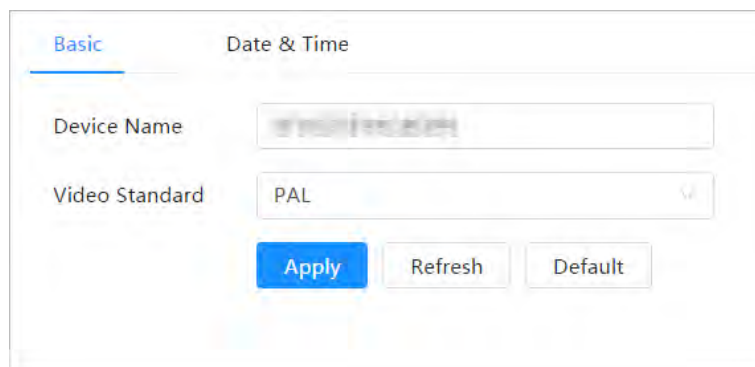 Basic Date & Time
Device Name
Video Standard PAL
Apply Refresh Default